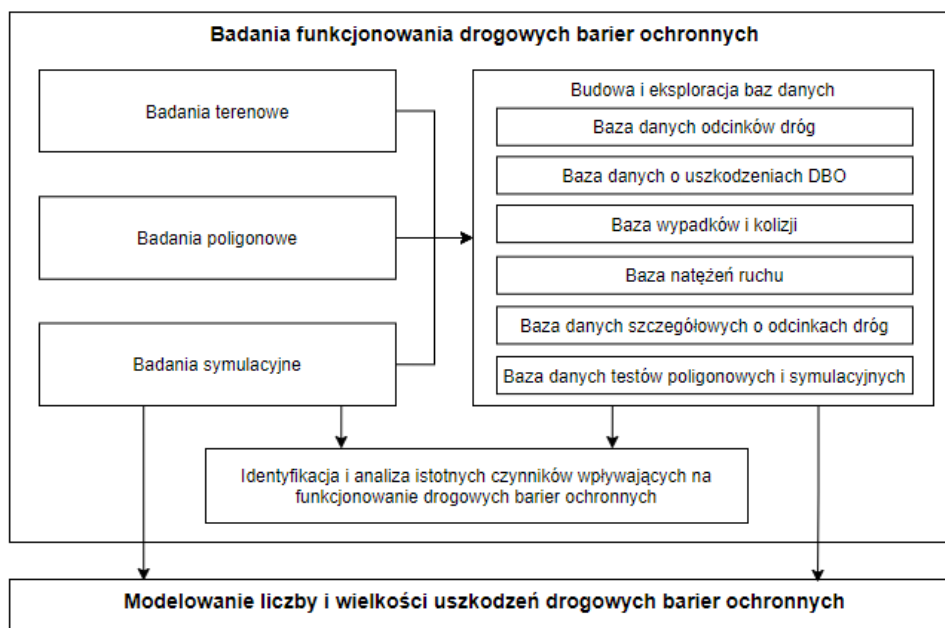 Badania funkcjonowania drogowych barier ochronnych
Badania terenowe
Badania poligonowe
Badania symulacyjne
Budowa i eksploracja baz danych
Baza danych odcinków dróg
Baza danych o uszkodzeniach DBO
Baza wypadków i kolizji
Baza natężeń ruchu
Baza danych szczegółowych o odcinkach dróg
Baza danych testów poligonowych i symulacyjnych
Identyfikacja i analiza istotnych czynników wpływających na
funkcjonowanie drogowych barier ochronnych
Modelowanie liczby i wielkości uszkodzeń drogowych barier ochronnych